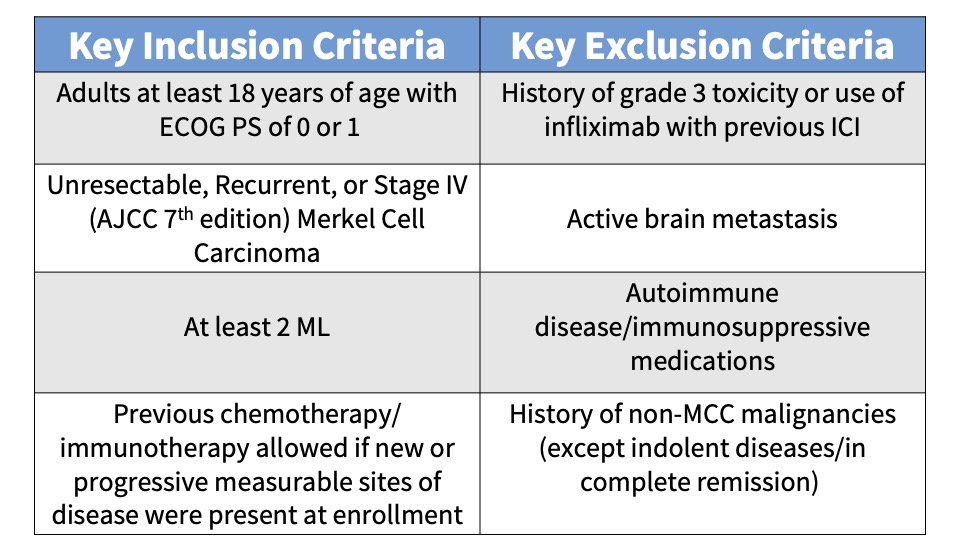 Key Inclusion Criteria
Key Exclusion Criteria
Adults at least 18 years of age with
ECOG PS of 0 or 1
History of grade 3 toxicity or use of
infliximab with previous ICI
Unresectable, Recurrent, or Stage IV
(AJCC 7th edition) Merkel Cell
Carcinoma
Active brain metastasis
At least 2 ML
Autoimmune
disease/immunosuppressive
medications
Previous chemotherapy/
immunotherapy allowed if new or
progressive measurable sites of
disease were present at enrollment
History of non-MCC malignancies
(except indolent diseases/in
complete remission)